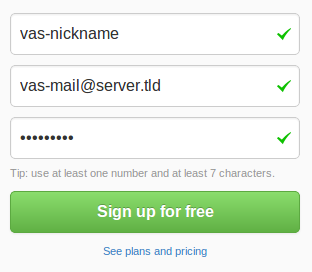 vas-nickname
vas-mail@server.tld
•••••••••
Tip: use at least one number and at least 7 characters.
Sign up for free
See plans and pricing